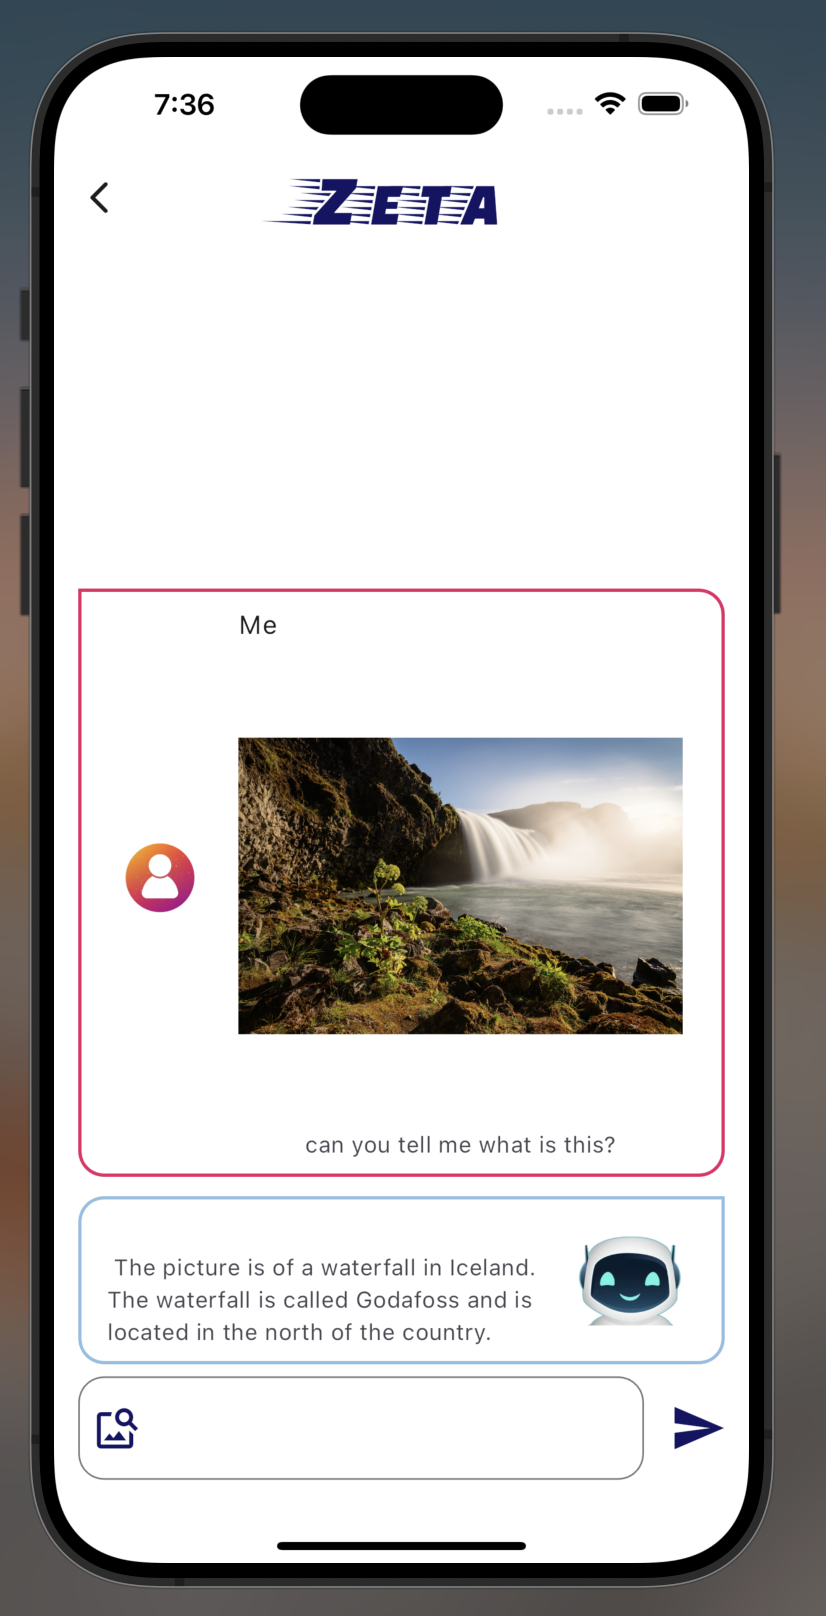 7:36
ZETA
Me
can you tell me what is this?
The picture is of a waterfall in Iceland.
The waterfall is called Godafoss and is
located in the north of the country.